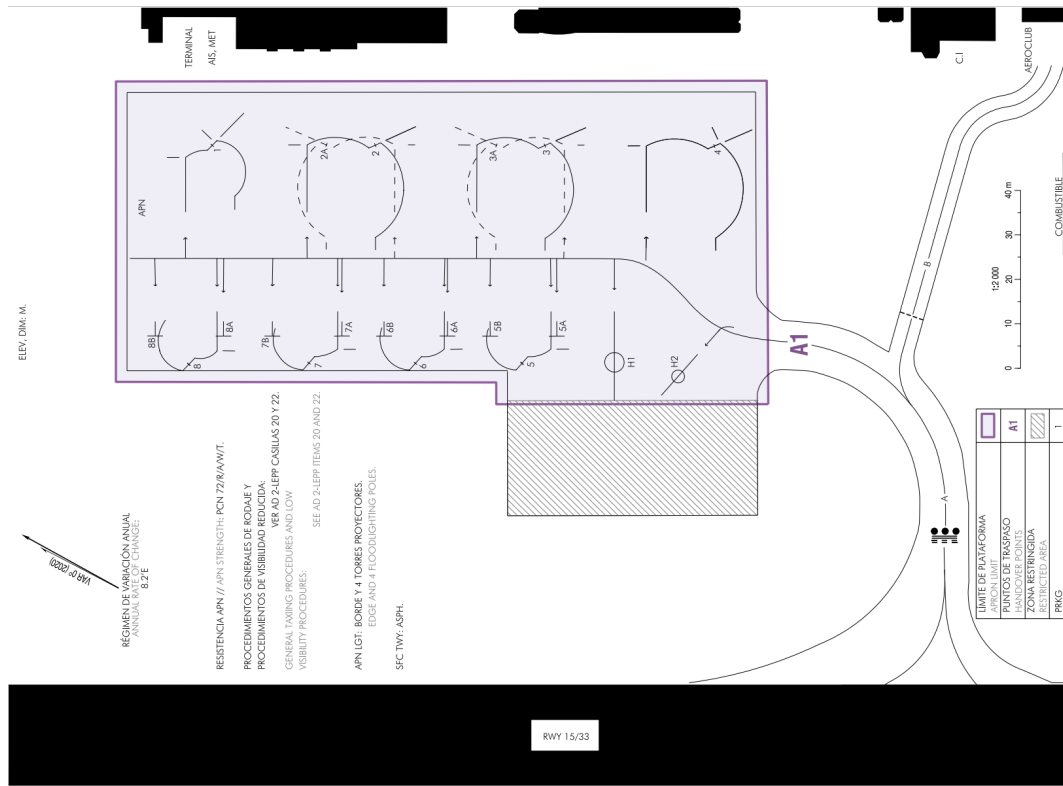 TERMINAL
AIS, MET
C.I
AEROCLUB
ELEV, DIM: M.
APN
1
2A
2
3A
3
4
8B
8A
8
7B
7A
7
6B
6A
6
5B
5A
5
H1
H2
A1
B
A
1:2 000
0
10
20
30
40 m
COMBUSTIBLE
VAR 0° (2020)
RÉGIMEN DE VARIACIÓN ANUAL
ANNUAL RATE OF CHANGE:
8.2'E
RESISTENCIA APN // APN STRENGTH: PCN 72/R/A/W/T.
PROCEDIMIENTOS GENERALES DE RODAJE Y
PROCEDIMIENTOS DE VISIBILIDAD REDUCIDA:
VER AD 2-LEPP CASILLAS 20 Y 22.
GENERAL TAXIING PROCEDURES AND LOW
VISIBILITY PROCEDURES:
SEE AD 2-LEPP ITEMS 20 AND 22.
APN LGT: BORDE Y 4 TORRES PROYECTORES.
EDGE AND 4 FLOODLIGHTING POLES.
SFC TWY: ASPH.
LÍMITE DE PLATAFORMA
APRON LIMIT
PUNTOS DE TRASPASO
HANDOVER POINTS
A1
ZONA RESTRINGIDA
RESTRICTED AREA
PRKG
1
RWY 15/33